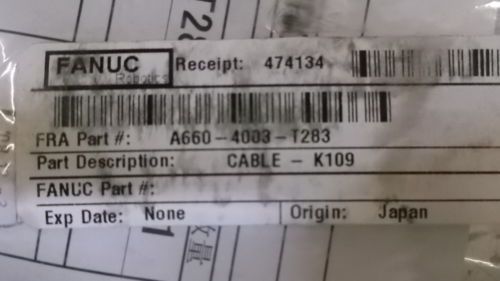 FANUC
Robotics
Receipt: 474134
FRA Part #: A660-4003-T283
Part Description: CABLE - K109
FANUC Part #:
Exp Date: None
Origin: Japan